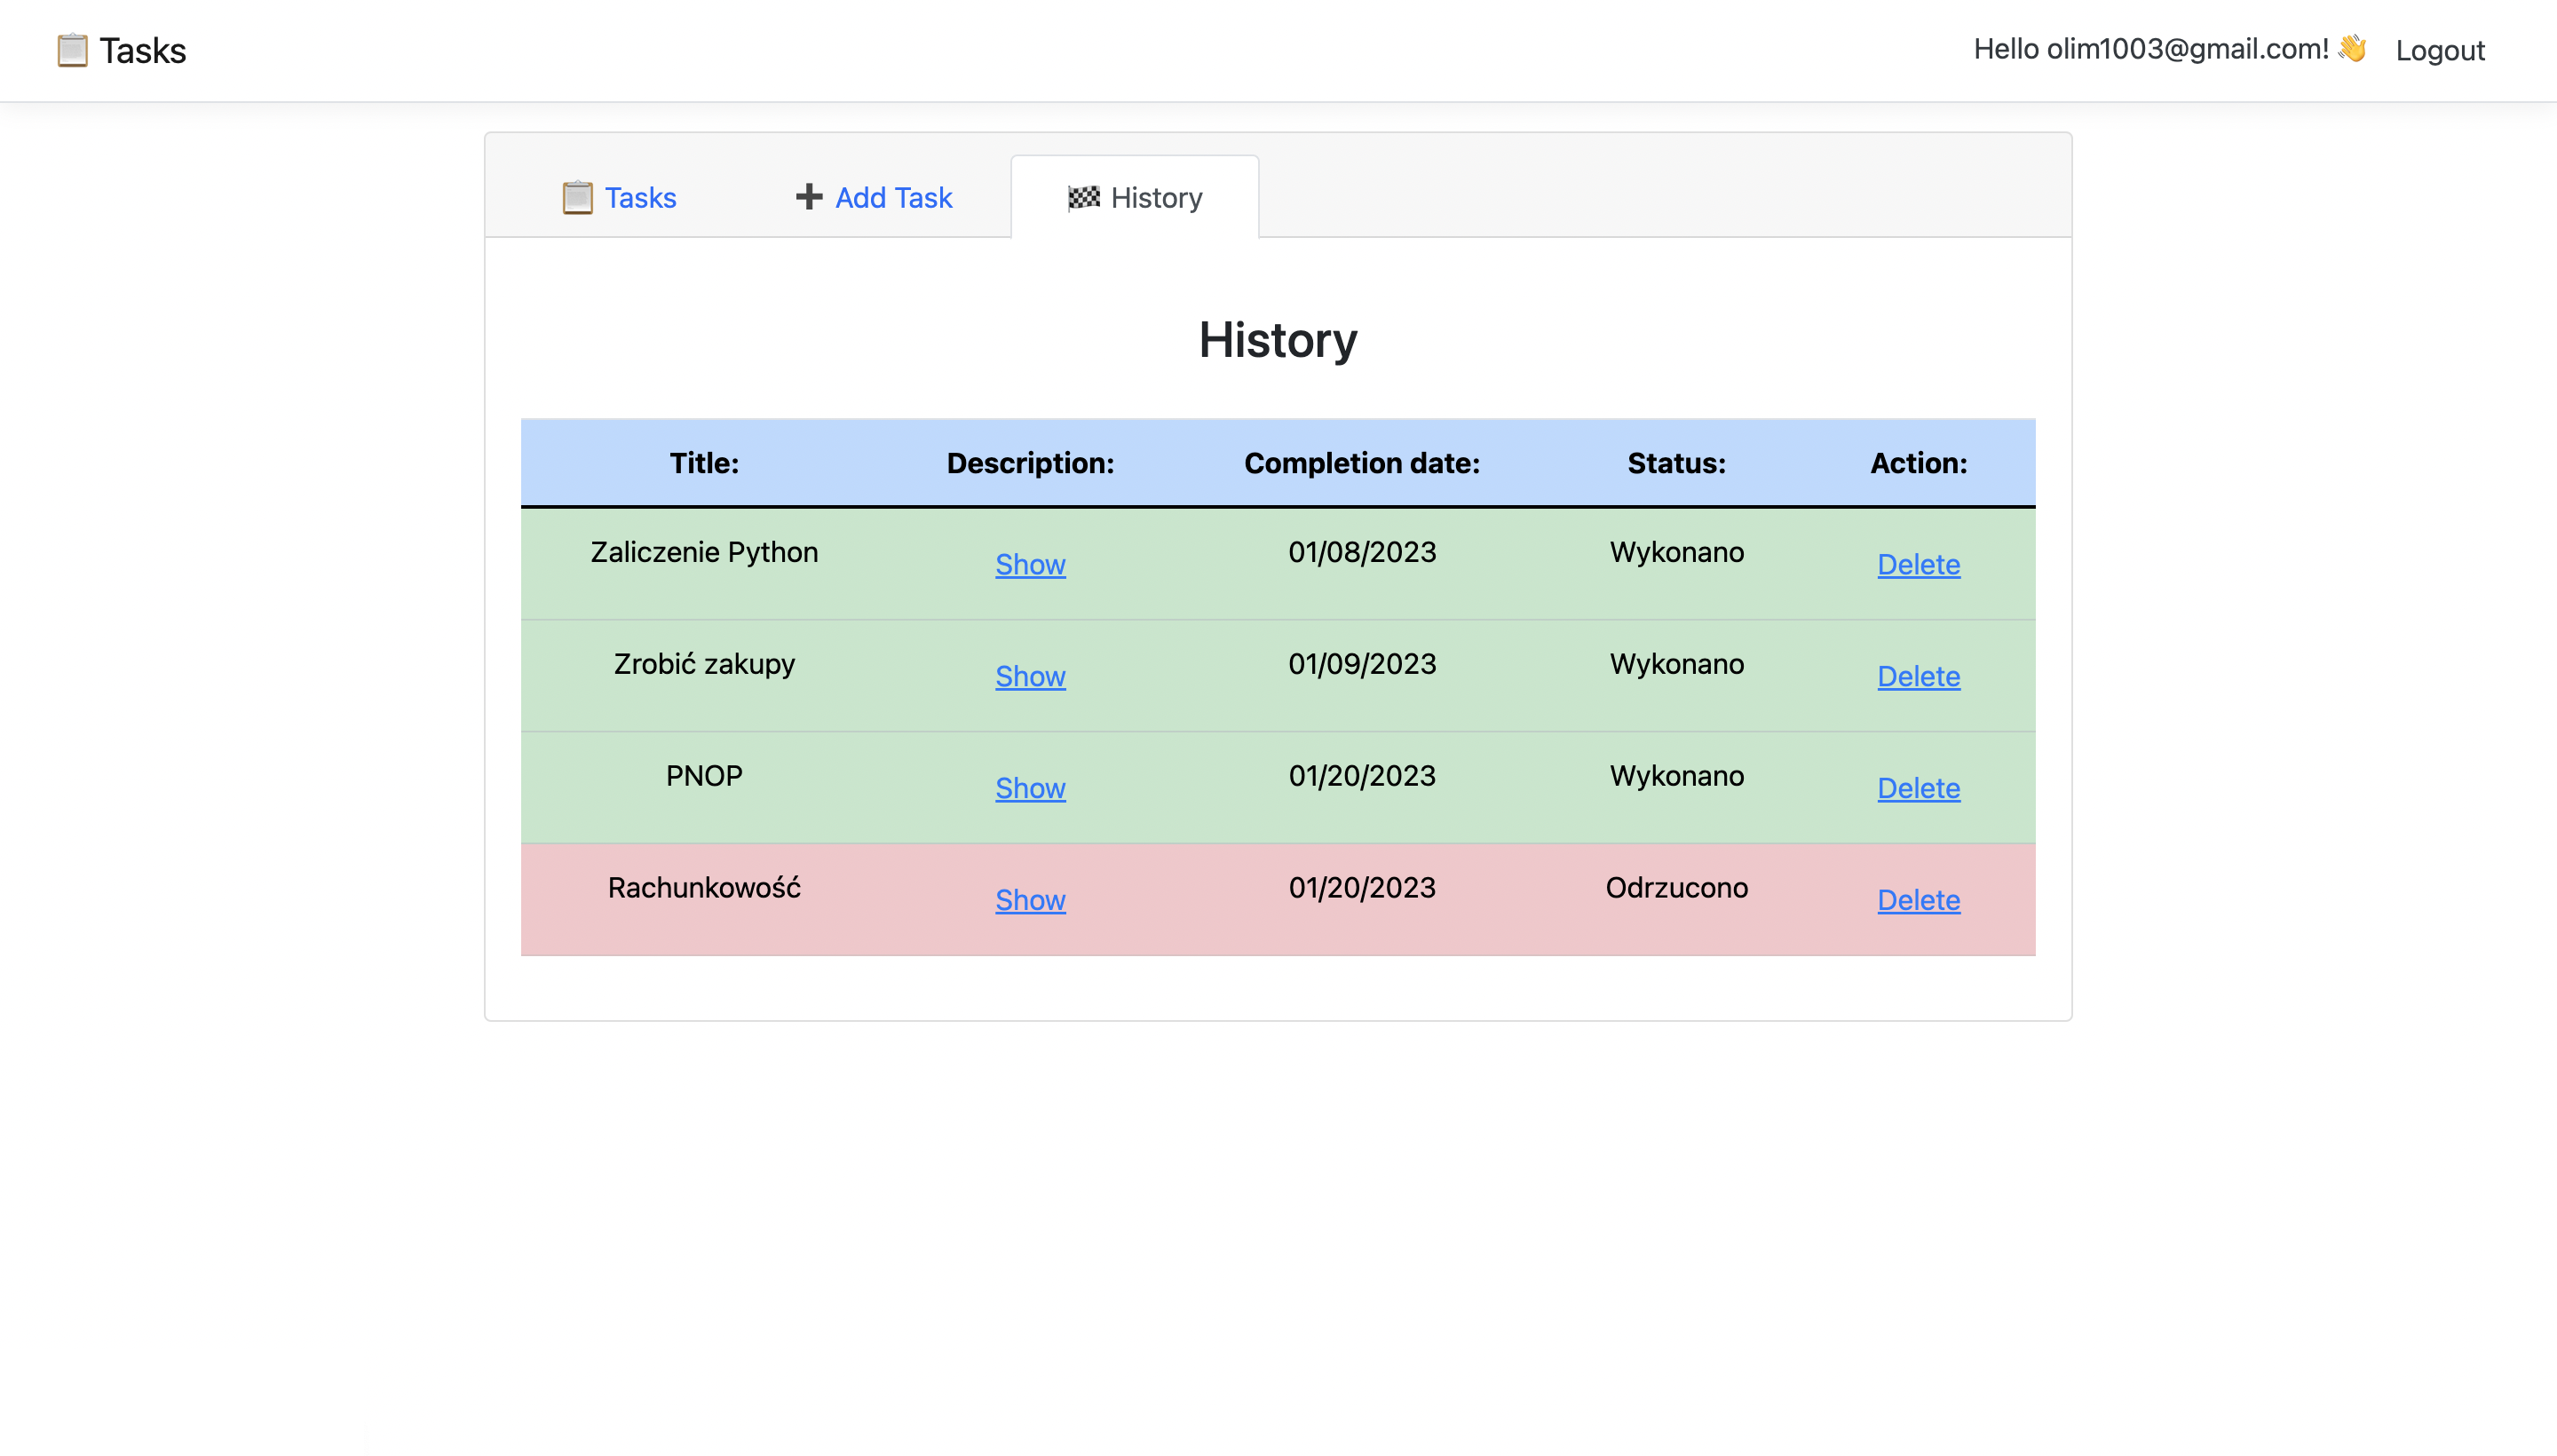 📋 Tasks
Hello olim1003@gmail.com! 👋 Logout
📋 Tasks ➕ Add Task 🏁 History
History
Title: Description: Completion date: Status: Action:
Zaliczenie Python Show 01/08/2023 Wykonano Delete
Zrobić zakupy Show 01/09/2023 Wykonano Delete
PNOP Show 01/20/2023 Wykonano Delete
Rachunkowość Show 01/20/2023 Odrzucono Delete